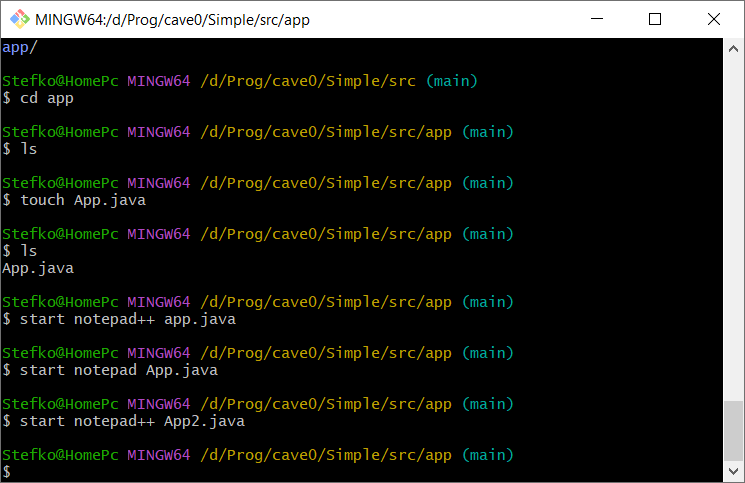 MINGW64:/d/Prog/cave0/Simple/src/app
app/
Stefko@HomePc MINGW64 /d/Prog/cave0/Simple/src (main)
$ cd app
Stefko@HomePc MINGW64 /d/Prog/cave0/Simple/src/app (main)
$ ls
Stefko@HomePc MINGW64 /d/Prog/cave0/Simple/src/app (main)
$ touch App.java
Stefko@HomePc MINGW64 /d/Prog/cave0/Simple/src/app (main)
$ ls
App.java
Stefko@HomePc MINGW64 /d/Prog/cave0/Simple/src/app (main)
$ start notepad++ app.java
Stefko@HomePc MINGW64 /d/Prog/cave0/Simple/src/app (main)
$ start notepad App.java
Stefko@HomePc MINGW64 /d/Prog/cave0/Simple/src/app (main)
$ start notepad++ App2.java
Stefko@HomePc MINGW64 /d/Prog/cave0/Simple/src/app (main)
$